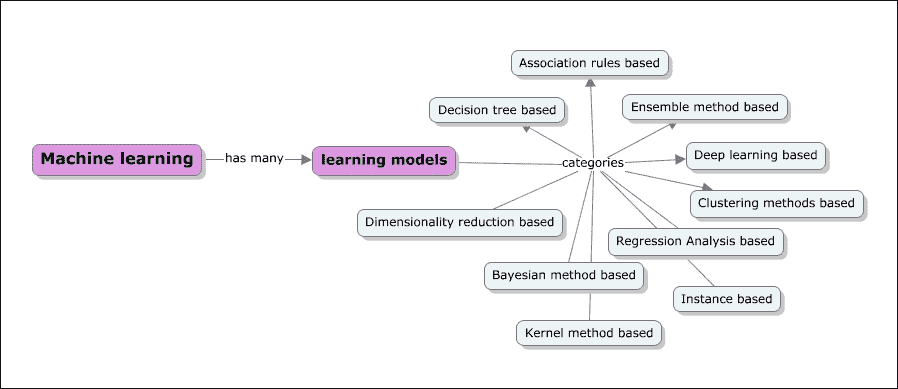 Association rules based
Decision tree based
Ensemble method based
Machine learning
has many
learning models
categories
Deep learning based
Clustering methods based
Dimensionality reduction based
Regression Analysis based
Bayesian method based
Instance based
Kernel method based